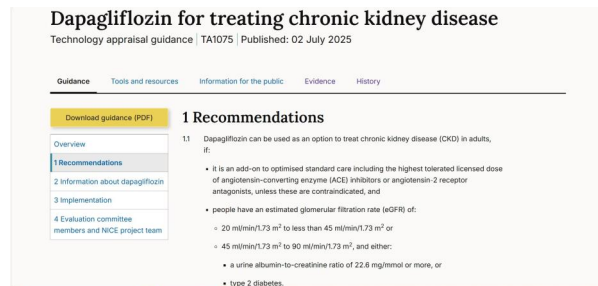 Dapagliflozin for treating chronic kidney disease
Technology appraisal guidance | TA1075 | Published: 02 July 2025
Guidance Tools and resources Information for the public Evidence History
Download guidance (PDF)
Overview
1 Recommendations
2 Information about dapagliflozin
3 Implementation
4 Evaluation committee
members and NICE project team
1 Recommendations
1.1 Dapagliflozin can be used as an option to treat chronic kidney disease (CKD) in adults,
if:
• it is an add-on to optimised standard care including the highest tolerated licensed dose
of angiotensin-converting enzyme (ACE) inhibitors or angiotensin-2 receptor
antagonists, unless these are contraindicated, and
• people have an estimated glomerular filtration rate (eGFR) of:
◦ 20 ml/min/1.73 m² to less than 45 ml/min/1.73 m² or
◦ 45 ml/min/1.73 m² to 90 ml/min/1.73 m², and either:
▪ a urine albumin-to-creatinine ratio of 22.6 mg/mmol or more, or
▪ type 2 diabetes.